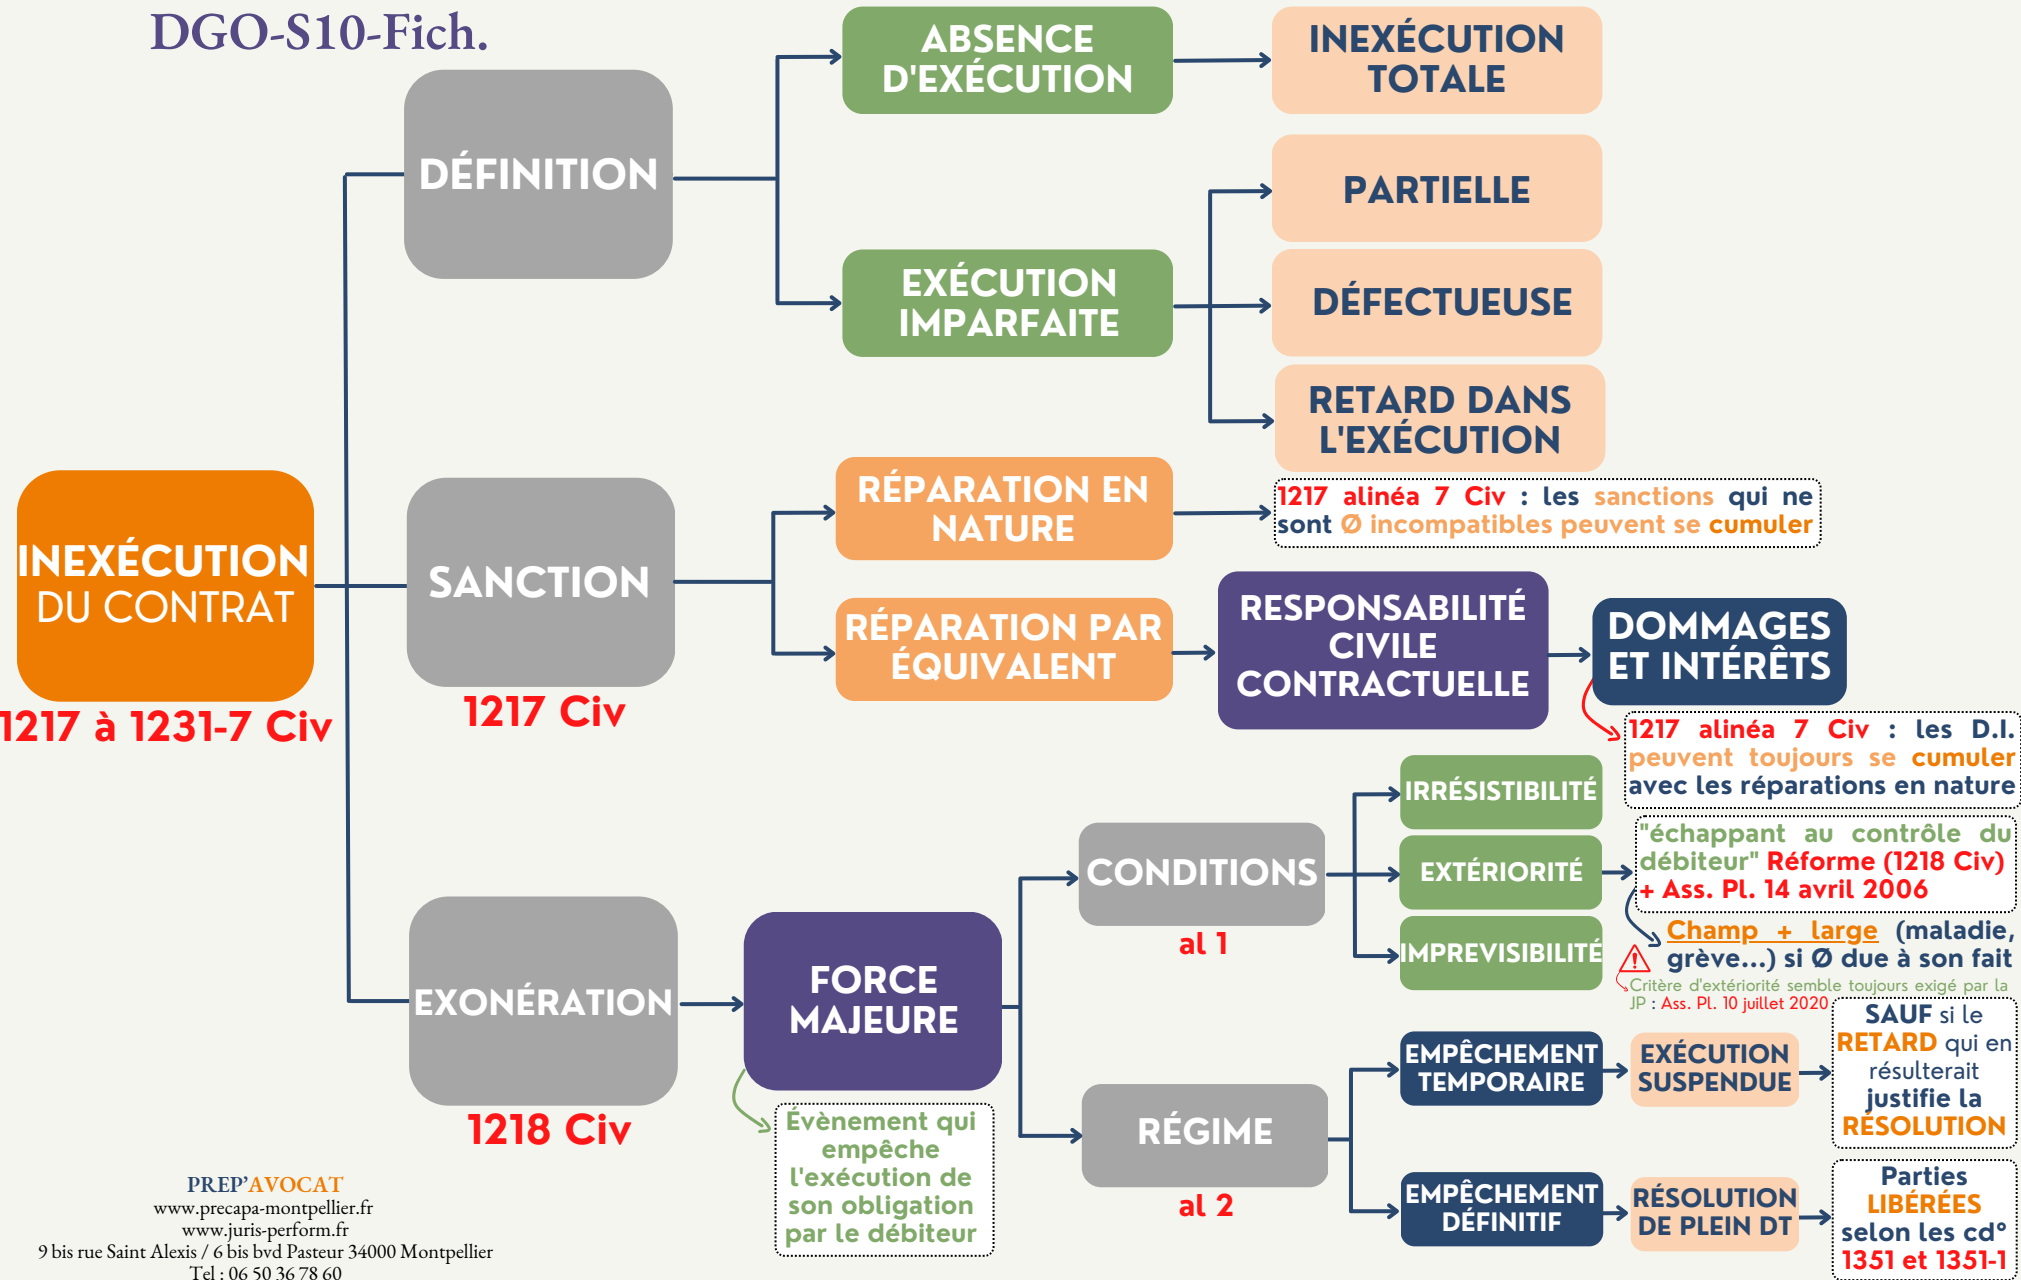 DGO-S10-Fich.
INEXÉCUTION
DU CONTRAT
1217 à 1231-7 Civ
DÉFINITION
ABSENCE
D'EXÉCUTION
INEXÉCUTION
TOTALE
EXÉCUTION
IMPARFAITE
PARTIELLE
DÉFECTUEUSE
RETARD DANS
L'EXÉCUTION
SANCTION
1217 Civ
RÉPARATION EN
NATURE
1217 alinéa 7 Civ : les sanctions qui ne
sont Ø incompatibles peuvent se cumuler
RÉPARATION PAR
ÉQUIVALENT
RESPONSABILITÉ
CIVILE
CONTRACTUELLE
DOMMAGES
ET INTÉRÊTS
1217 alinéa 7 Civ : les D.I.
peuvent toujours se cumuler
avec les réparations en nature
EXONÉRATION
1218 Civ
FORCE
MAJEURE
Évènement qui
empêche
l'exécution de
son obligation
par le débiteur
CONDITIONS
al 1
IRRÉSISTIBILITÉ
EXTÉRIORITÉ
"échappant au contrôle du
débiteur" Réforme (1218 Civ)
+ Ass. Pl. 14 avril 2006
Champ + large (maladie,
grève...) si Ø due à son fait
Critère d'extériorité semble toujours exigé par la
JP : Ass. Pl. 10 juillet 2020
IMPREVISIBILITÉ
RÉGIME
al 2
EMPÊCHEMENT
TEMPORAIRE
EXÉCUTION
SUSPENDUE
SAUF si le
RETARD qui en
résulterait
justifie la
RÉSOLUTION
EMPÊCHEMENT
DÉFINITIF
RÉSOLUTION
DE PLEIN DT
Parties
LIBÉRÉES
selon les cd°
1351 et 1351-1
PREP'AVOCAT
www.precapa-montpellier.fr
www.juris-perform.fr
9 bis rue Saint Alexis / 6 bis bvd Pasteur 34000 Montpellier
Tel : 06 50 36 78 60